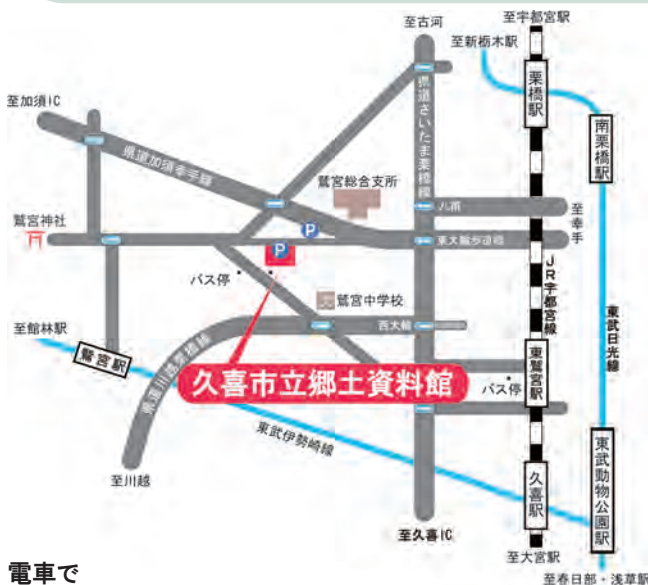 至宇都宮駅
至古河
至新栃木駅
栗橋駅
県道さいたま栗橋線
至加須IC
南栗橋駅
県道加須幸手線
鷲宮総合支所
八甫
鷲宮神社
P
至幸手
東大輪歩道橋
P
JR宇都宮線
バス停
鷲宮中学校
西大輪
東武日光線
至館林駅
鷲宮駅
東鷲宮駅
久喜市立郷土資料館
バス停
東武伊勢崎線
久喜駅
東武動物公園駅
至川越
至久喜IC
至大宮駅
電車で
至春日部・浅草駅